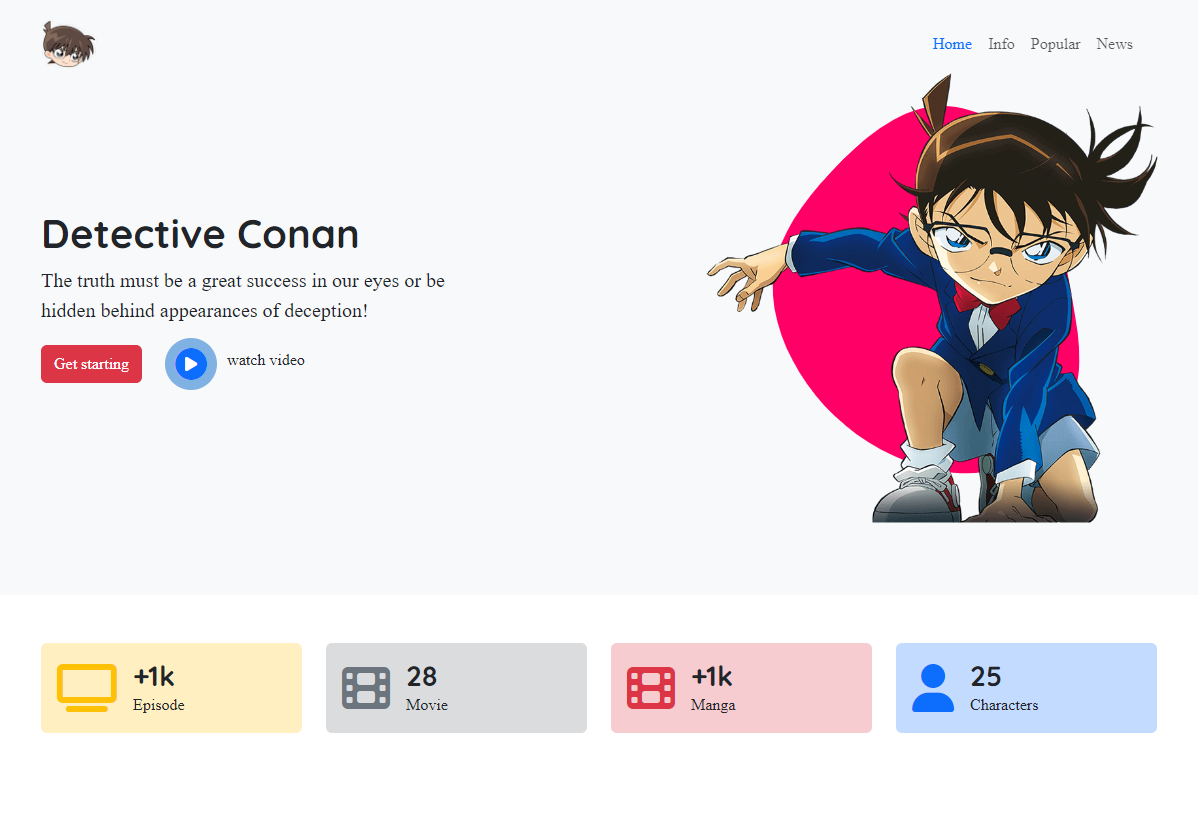 Home Info Popular News
Detective Conan
The truth must be a great success in our eyes or be
hidden behind appearances of deception!
Get starting
watch video
+1k
Episode
28
Movie
+1k
Manga
25
Characters